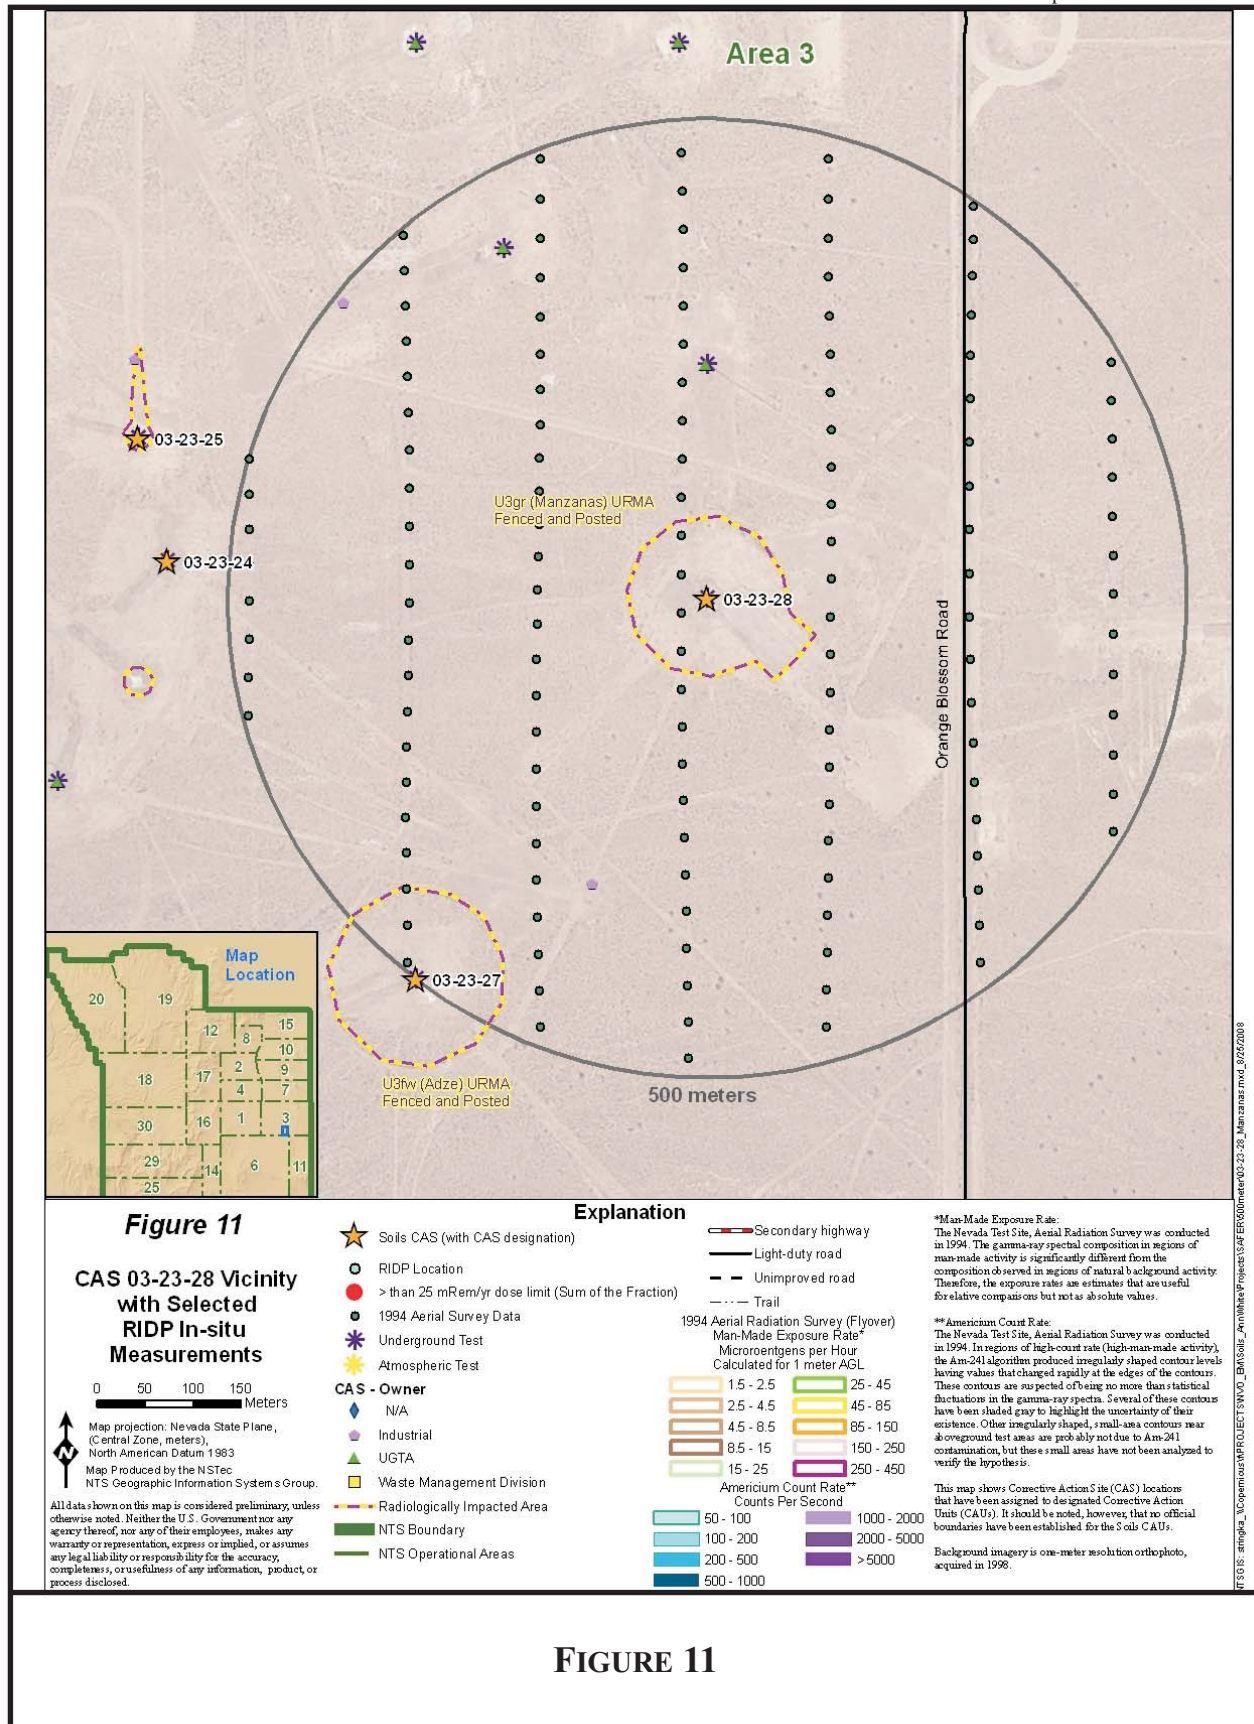 Area 3
03-23-25
U3gr (Manzanas) URMA
Fenced and Posted
03-23-24
03-23-28
Orange Blossom Road
03-23-27
U3fw (Adze) URMA
Fenced and Posted
500 meters
Map
Location
20
19
12
8
15
10
9
2
7
18
17
4
3
30
16
1
29
14
6
11
25
Figure 11
CAS 03-23-28 Vicinity
with Selected
RIDP In-situ
Measurements
0 50 100 150
Meters
N
Map projection: Nevada State Plane,
(Central Zone, meters),
North American Datum 1983
Map Produced by the NSTec
NTS Geographic Information Systems Group.
All data shown on this map is considered preliminary, unless
otherwise noted. Neither the U.S. Government nor any
agency thereof, nor any of their employees, makes any
warranty or representation, express or implied, or assumes
any legal liability or responsibility for the accuracy,
completeness, or usefulness of any information, product, or
process disclosed.
Explanation
Soils CAS (with CAS designation)
RIDP Location
> than 25 mRem/yr dose limit (Sum of the Fraction)
1994 Aerial Survey Data
Underground Test
Atmospheric Test
CAS - Owner
N/A
Industrial
UGTA
Waste Management Division
Radiologically Impacted Area
NTS Boundary
NTS Operational Areas
Secondary highway
Light-duty road
Unimproved road
Trail
1994 Aerial Radiation Survey (Flyover)
Man-Made Exposure Rate*
Microroentgens per Hour
Calculated for 1 meter AGL
1.5 - 2.5 25 - 45
2.5 - 4.5 45 - 85
4.5 - 8.5 85 - 150
8.5 - 15 150 - 250
15 - 25 250 - 450
Americium Count Rate**
Counts Per Second
50 - 100 1000 - 2000
100 - 200 2000 - 5000
200 - 500 > 5000
500 - 1000
*Man-Made Exposure Rate:
The Nevada Test Site, Aerial Radiation Survey was conducted
in 1994. The gamma-ray spectral composition in regions of
man-made activity is significantly different from the
composition observed in regions of natural background activity.
Therefore, the exposure rates are estimates that are useful
for relative comparisons but not as absolute values.
**Americium Count Rate:
The Nevada Test Site, Aerial Radiation Survey was conducted
in 1994. In regions of high-count rate (high-man-made activity),
the Am-241 algorithm produced irregularly shaped contour levels
having values that changed rapidly at the edges of the contours.
These contours are suspected of being no more than statistical
fluctuations in the gamma-ray spectra. Several of these contours
have been shaded gray to highlight the uncertainty of their
existence. Other irregularly shaped, small-area contours near
aboveground test areas are probably not due to Am-241
contamination, but these small areas have not been analyzed to
verify the hypothesis.
This map shows Corrective Action Site (CAS) locations
that have been assigned to designated Corrective Action
Units (CAUs). It should be noted, however, that no official
boundaries have been established for the Soils CAUs.
Background imagery is one-meter resolution orthophoto,
acquired in 1998.
FIGURE 11